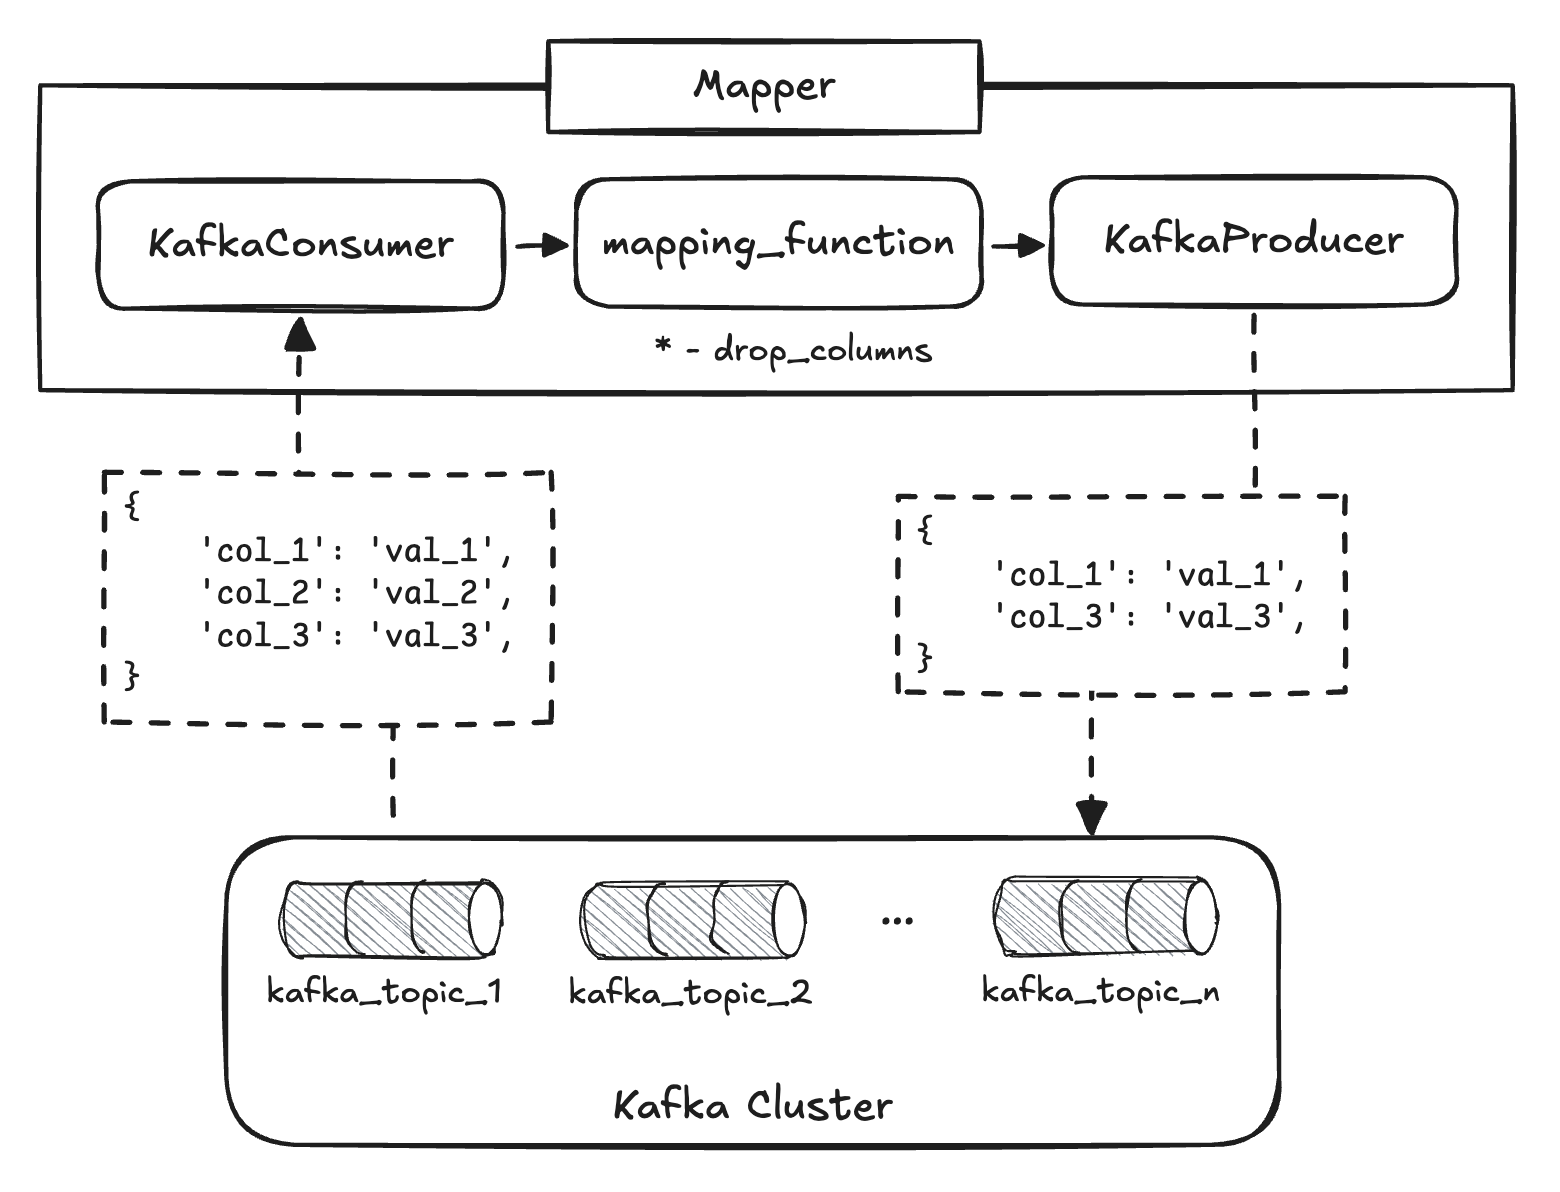 Mapper
KafkaConsumer
mapping_function
KafkaProducer
* - drop_columns
{
'col_1': 'val_1',
'col_2': 'val_2',
'col_3': 'val_3',
}
{
'col_1': 'val_1',
'col_3': 'val_3',
}
...
kafka_topic_1
kafka_topic_2
kafka_topic_n
Kafka Cluster